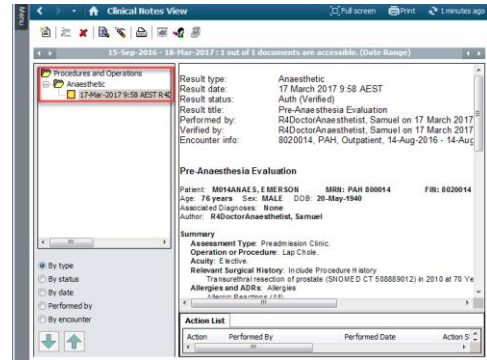 Menu
Clinical Notes View
Full screen Print 1 minutes ago
15-Sep-2016 - 18-Mar-2017 : 1 out of 1 documents are accessible. (Date Range)
Procedures and Operations
Anaesthetic
17-Mar-2017 9:58 AEST R4D
By type
By status
By date
Performed by
By encounter
Result type: Anaesthetic
Result date: 17 March 2017 9:58 AEST
Result status: Auth (Verified)
Result title: Pre-Anaesthesia Evaluation
Performed by: R4DoctorAnaesthetist, Samuel on 17 March 2017
Verified by: R4DoctorAnaesthetist, Samuel on 17 March 2017
Encounter info: 8020014, PAH, Outpatient, 14-Aug-2016 - 14-Aug
Pre-Anaesthesia Evaluation
Patient: M014ANAES, EMERSON MRN: PAH 800014 FIN: 8020014
Age: 76 years Sex: MALE DOB: 20-May-1940
Associated Diagnoses: None
Author: R4DoctorAnaesthetist, Samuel
Summary
Assessment Type: Preadmission Clinic.
Operation or Procedure: Lap Chole.
Acuity: Elective.
Relevant Surgical History: Include Procedure History
Transurethral resection of prostate (SNOMED CT 508889012) in 2010 at 70 Ye
Allergies and ADRs: Allergies
Allergic Reactions (All)
Action List
Action Performed By Performed Date Action S